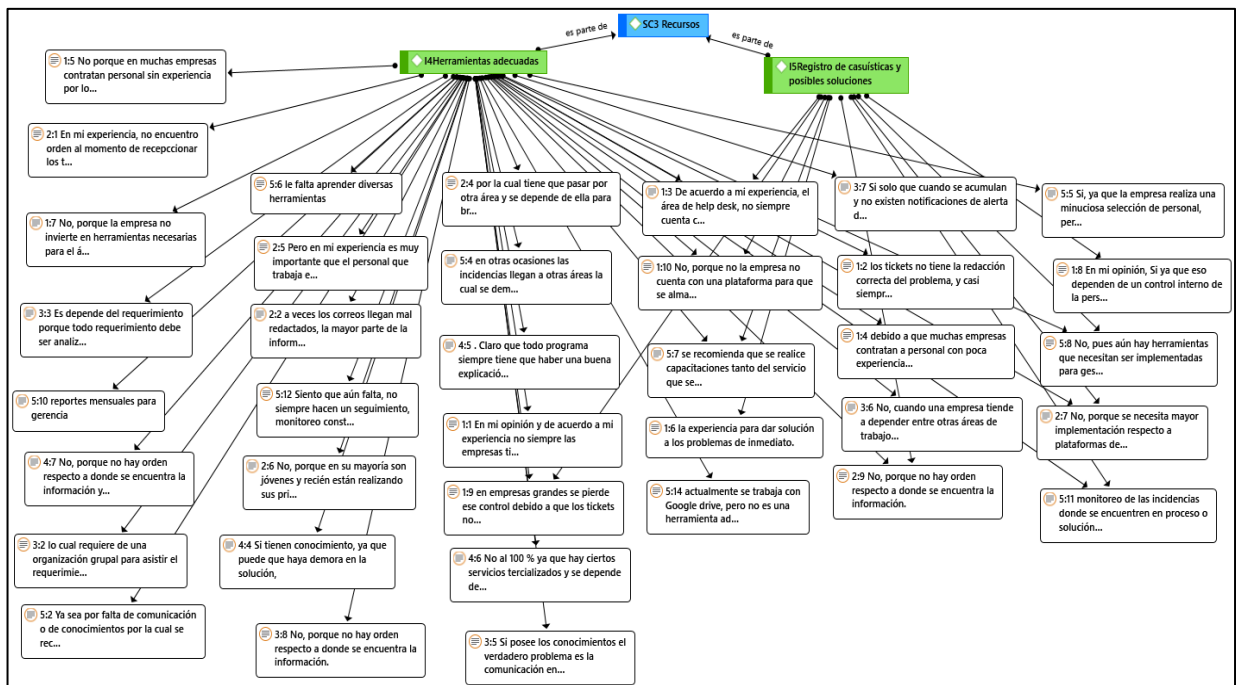 SC3 Recursos
es parte de
es parte de
I4Herramientas adecuadas
I5Registro de casuísticas y
posibles soluciones
1:5 No porque en muchas empresas
contratan personal sin experiencia
por lo...
2:1 En mi experiencia, no encuentro
orden al momento de recepccionar
los t...
1:7 No, porque la empresa no
invierte en herramientas necesarias
para el á...
3:3 Es depende del requerimiento
porque todo requerimiento debe
ser analiz...
5:10 reportes mensuales para
gerencia
4:7 No, porque no hay orden
respecto a donde se encuentra la
información y...
3:2 lo cual requiere de una
organización grupal para asistir el
requerimie...
5:2 Ya sea por falta de comunicación
o de conocimientos por la cual se
rec...
5:6 le falta aprender diversas
herramientas
2:5 Pero en mi experiencia es muy
importante que el personal que
trabaja e...
2:2 a veces los correos llegan mal
redactados, la mayor parte de la
inform...
5:12 Siento que aún falta, no
siempre hacen un seguimiento,
monitoreo const...
2:6 No, porque en su mayoría son
jóvenes y recién están realizando
sus pri...
4:4 Si tienen conocimiento, ya que
puede que haya demora en la
solución,
3:8 No, porque no hay orden
respecto a donde se encuentra la
información.
2:4 por la cual tiene que pasar por
otra área y se depende de ella para
br...
5:4 en otras ocasiones las
incidencias llegan a otras áreas la
cual se dem...
4:5 . Claro que todo programa
siempre tiene que haber una buena
explicació...
1:1 En mi opinión y de acuerdo a mi
experiencia no siempre las
empresas ti...
1:9 en empresas grandes se pierde
ese control debido a que los tickets
no...
4:6 No al 100 % ya que hay ciertos
servicios tercializados y se depende
de...
3:5 Si posee los conocimientos el
verdadero problema es la
comunicación en...
1:3 De acuerdo a mi experiencia, el
área de help desk, no siempre
cuenta c...
1:10 No, porque no la empresa no
cuenta con una plataforma para que
se alma...
5:7 se recomienda que se realice
capacitaciones tanto del servicio
que se...
1:6 la experiencia para dar solución
a los problemas de inmediato.
5:14 actualmente se trabaja con
Google drive, pero no es una
herramienta ad...
3:7 Si solo que cuando se acumulan
y no existen notificaciones de alerta
d...
1:2 los tickets no tiene la redacción
correcta del problema, y casi
siempr...
1:4 debido a que muchas empresas
contratan a personal con poca
experiencia...
3:6 No, cuando una empresa tiende
a depender entre otras áreas de
trabajo...
2:9 No, porque no hay orden
respecto a donde se encuentra la
información.
5:5 Si, ya que la empresa realiza una
minuciosa selección de personal,
per...
1:8 En mi opinión, Si ya que eso
dependen de un control interno de
la pers...
5:8 No, pues aún hay herramientas
que necesitan ser implementadas
para ges...
2:7 No, porque se necesita mayor
implementación respecto a
plataformas de...
5:11 monitoreo de las incidencias
donde se encuentren en proceso o
solución...